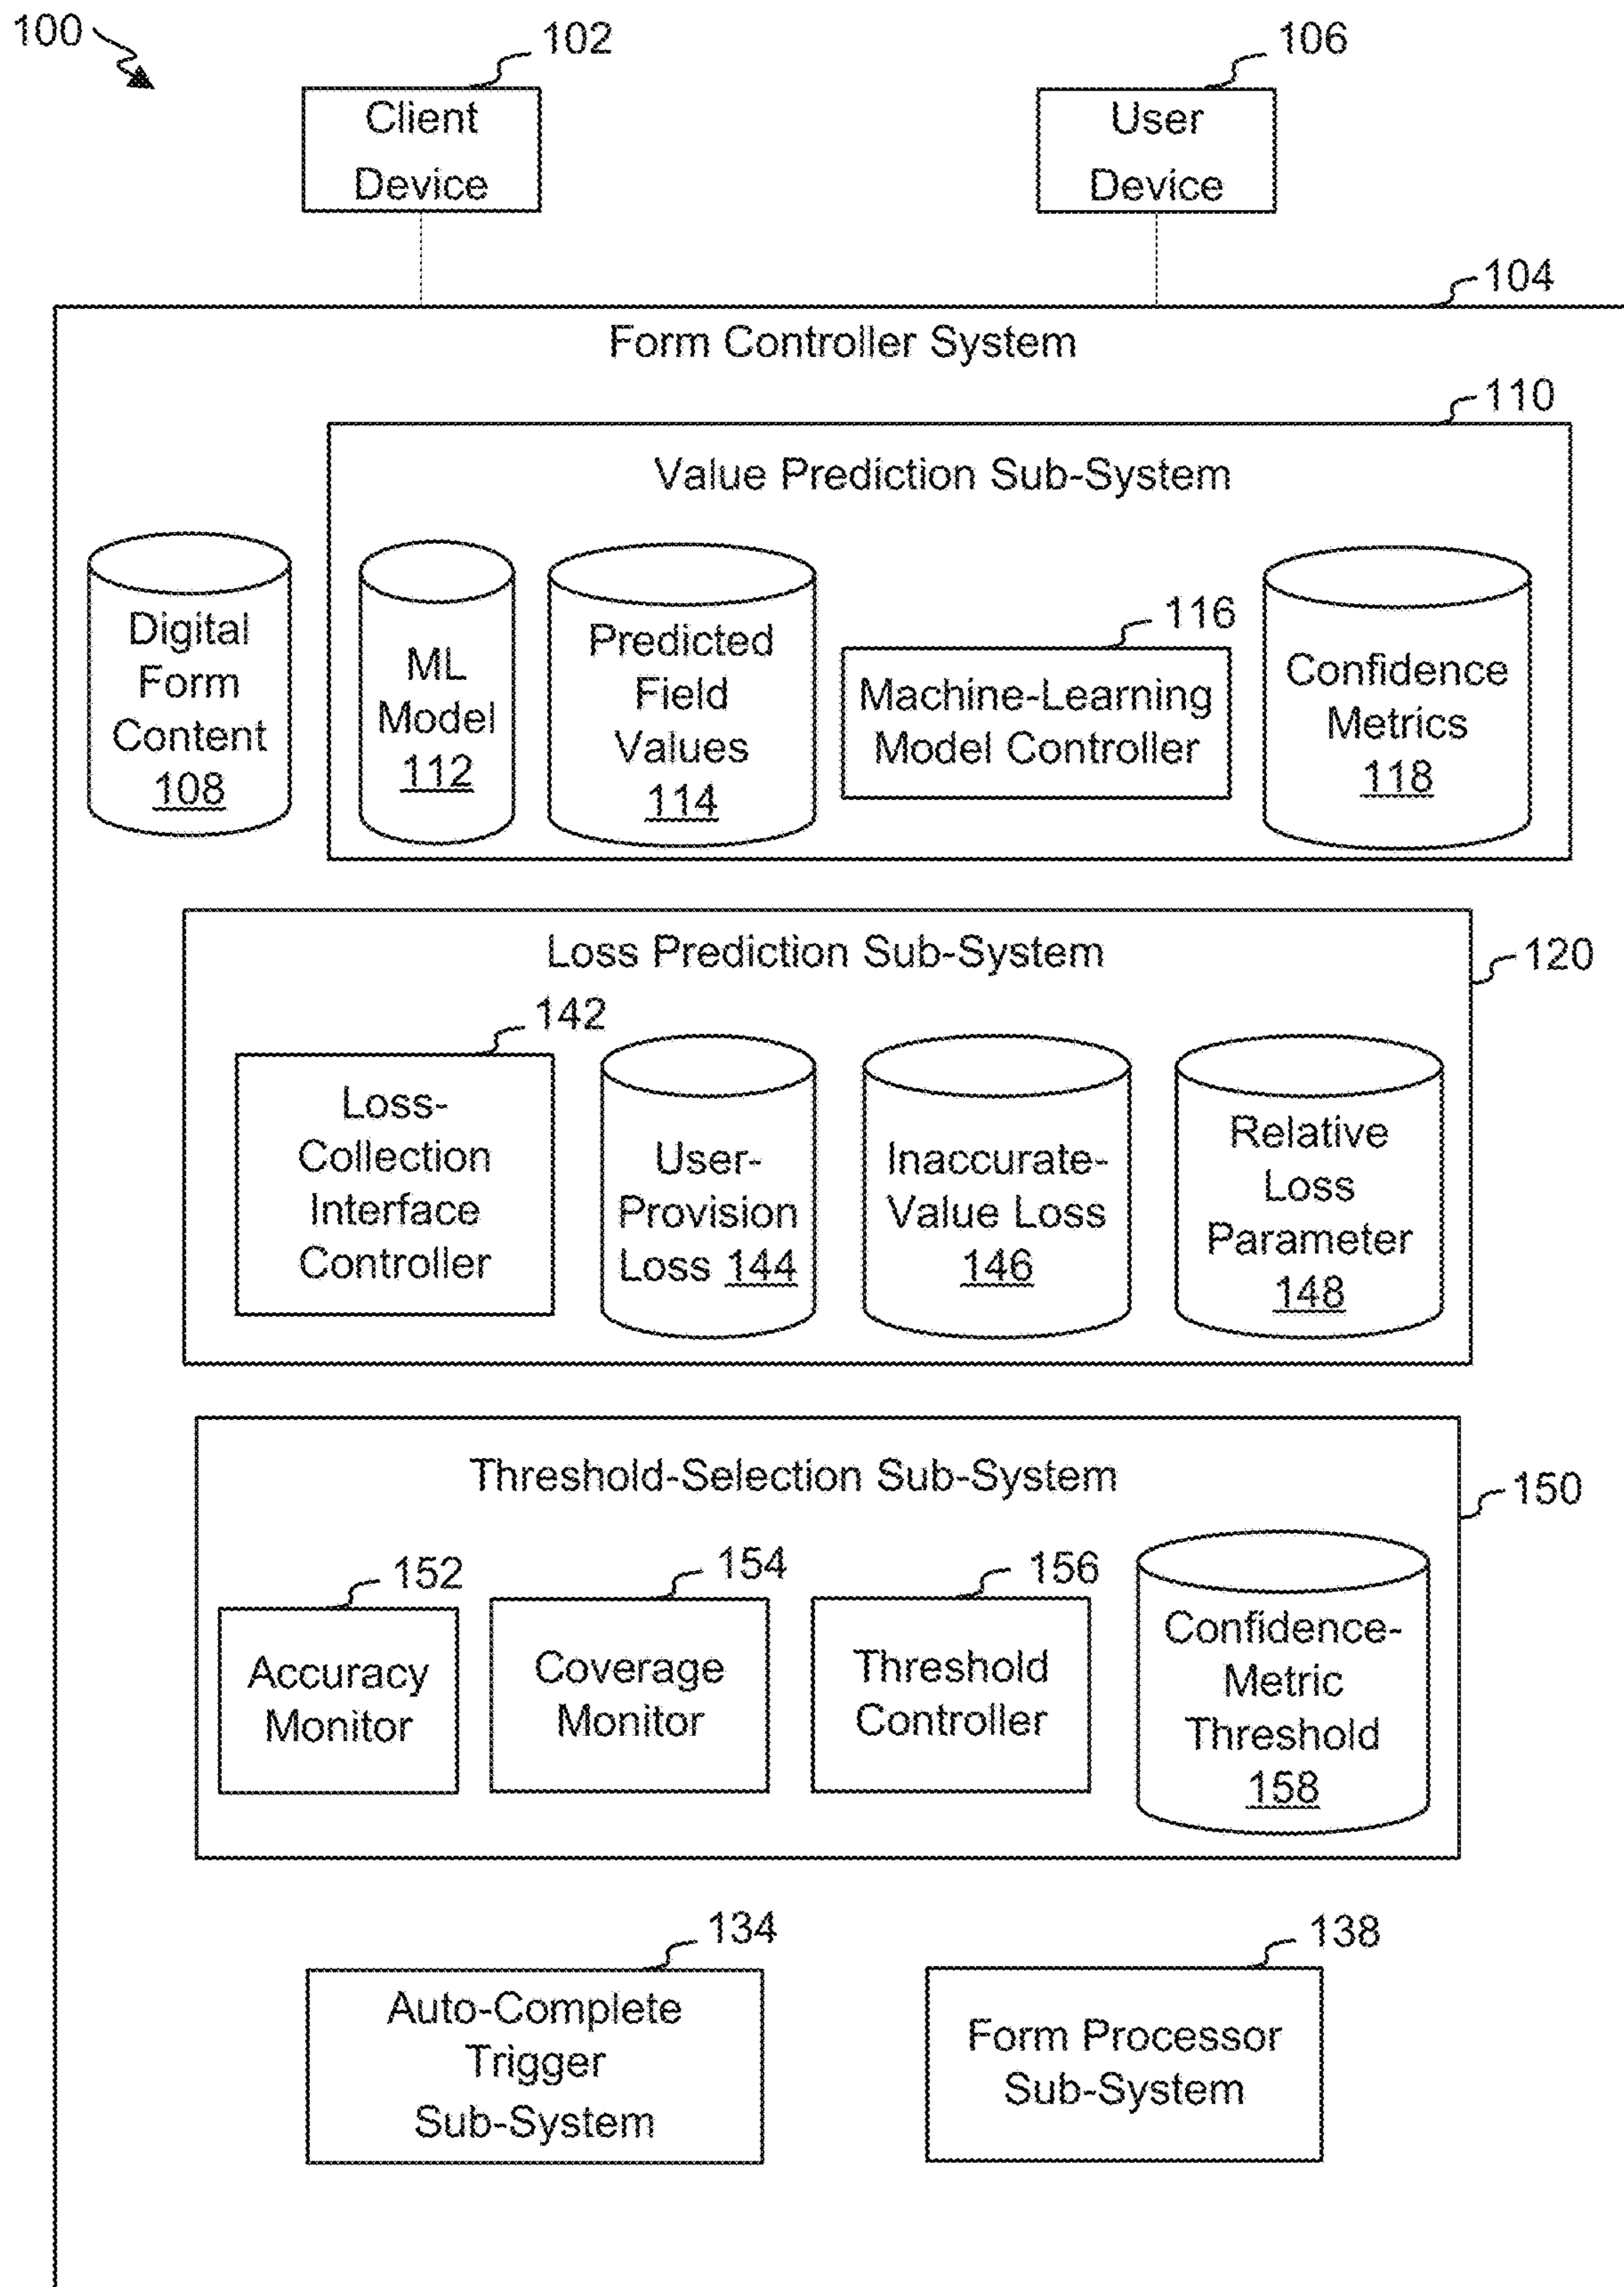 100
102
106
Client
Device
User
Device
104
Form Controller System
110
Value Prediction Sub-System
Digital
Form
Content
108
ML
Model
112
Predicted
Field
Values
114
116
Machine-Learning
Model Controller
Confidence
Metrics
118
Loss Prediction Sub-System
120
142
Loss-
Collection
Interface
Controller
User-
Provision
Loss 144
Inaccurate-
Value Loss
146
Relative
Loss
Parameter
148
Threshold-Selection Sub-System
150
152
Accuracy
Monitor
154
Coverage
Monitor
156
Threshold
Controller
Confidence-
Metric
Threshold
158
134
Auto-Complete
Trigger
Sub-System
138
Form Processor
Sub-System